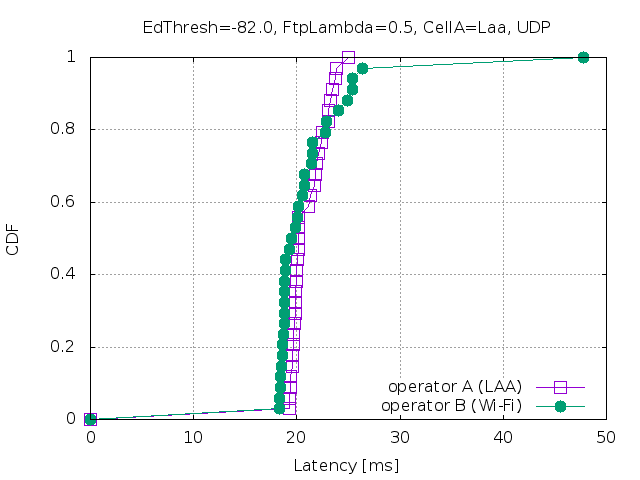 EdThresh=-82.0, FtpLambda=0.5, CellA=Laa, UDP
1
0.8
0.6
0.4
0.2
0
CDF
operator A (LAA)
operator B (Wi-Fi)
0 10 20 30 40 50
Latency [ms]